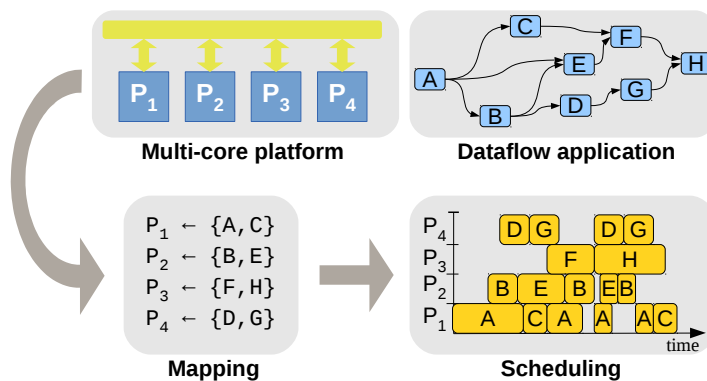 P1 P2 P3 P4
Multi-core platform
A C B E D F G H
Dataflow application
P1 ← {A,C}
P2 ← {B,E}
P3 ← {F,H}
P4 ← {D,G}
Mapping
P4 D G D G
P3 F H
P2 B E B E B
P1 A C A A A C
time
Scheduling